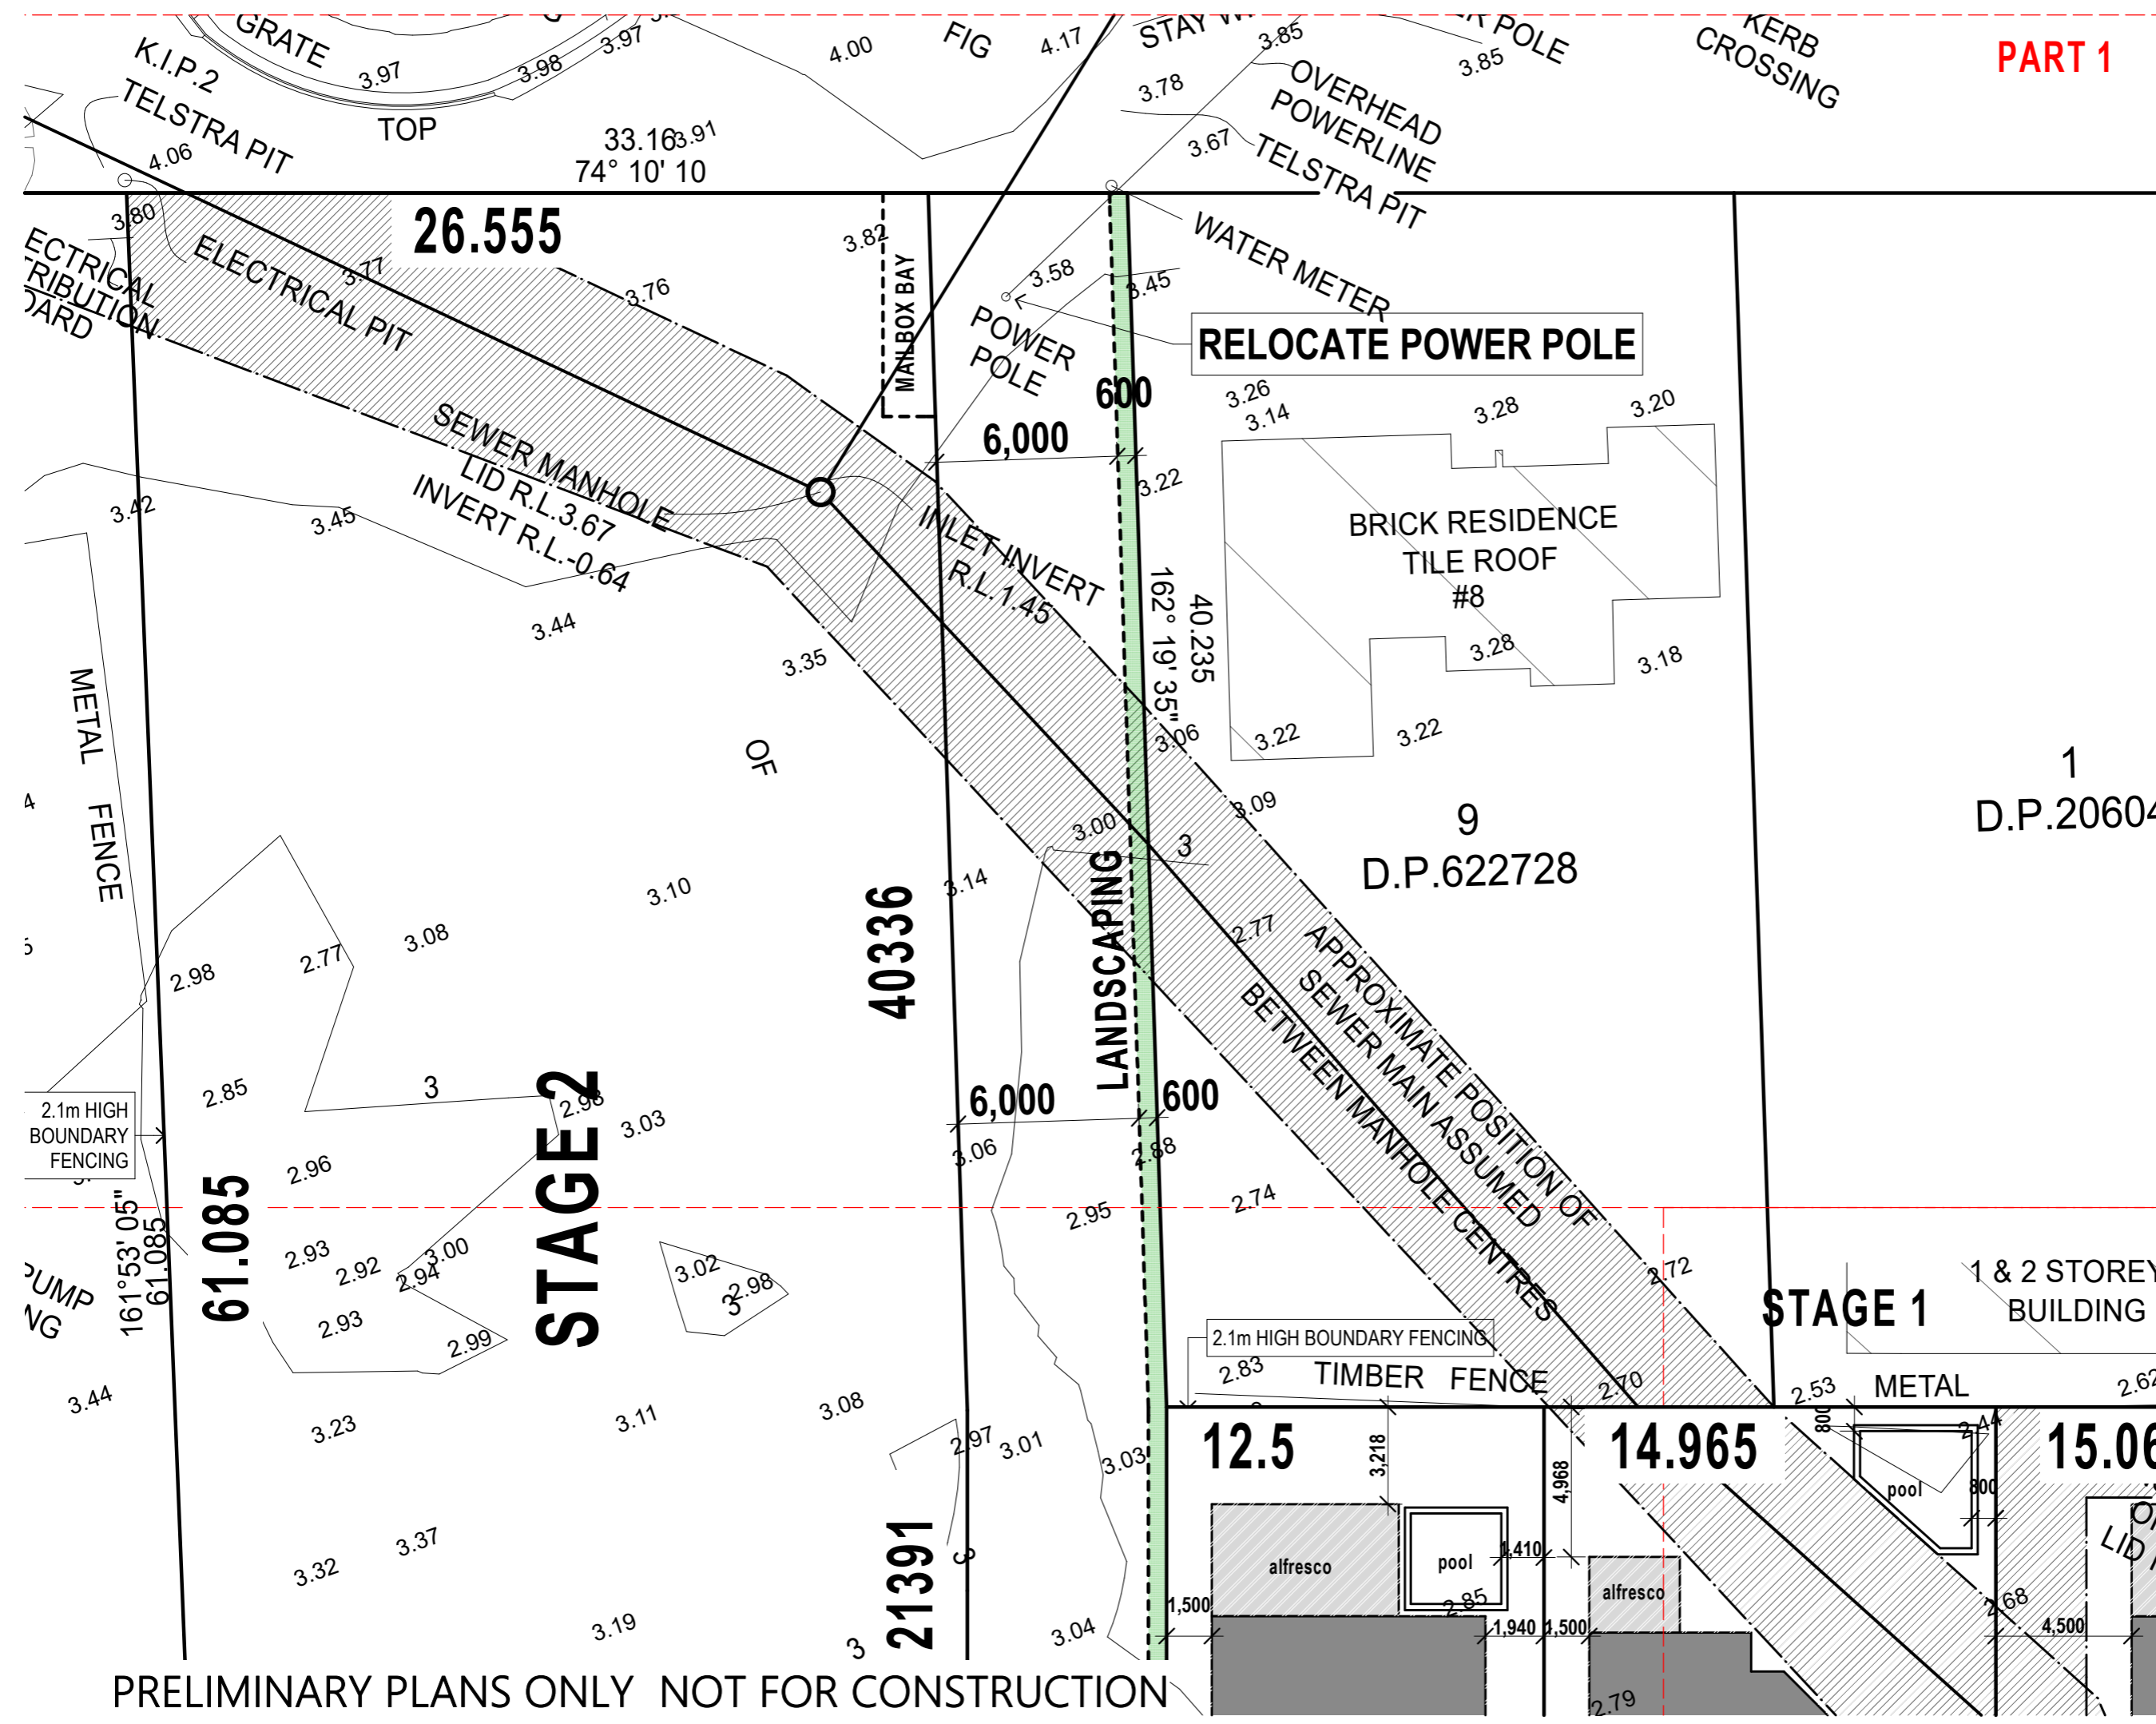 GRATE
K.I.P.2
TELSTRA PIT
4.06
3.97
3.98
3.97
TOP
33.16
3.91
74° 10' 10
4.00
FIG
4.17
3.85
3.78
3.67
POLE
3.85
KERB
CROSSING
PART 1
OVERHEAD
POWERLINE
TELSTRA PIT
WATER METER
3.80
26.555
ELECTRICAL PIT
3.77
3.76
3.82
MAILBOX BAY
3.58
3.45
POWER
POLE
RELOCATE POWER POLE
600
6,000
3.26
3.14
3.28
3.20
3.22
SEWER MANHOLE
LID R.L.3.67
INVERT R.L.-0.64
INLET INVERT
R.L.1.45
3.42
3.45
3.44
3.35
BRICK RESIDENCE
TILE ROOF
#8
3.28
3.18
3.22
3.22
162° 19' 35"
40.235
3.06
METAL FENCE
OF
3.09
3.00
3
9
D.P.622728
1
D.P.20604
3.10
3.14
3.08
2.77
2.98
40336
LANDSCAPING
2.77
APPROXIMATE POSITION OF
SEWER MAIN ASSUMED
BETWEEN MANHOLE CENTRES
2.85
3
2.98
3.03
6,000
600
2.1m HIGH
BOUNDARY
FENCING
2.96
3.06
2.88
161°53' 05"
61.085
61.085
STAGE 2
2.95
2.74
2.93
2.92
2.94
3.00
3.02
2.98
3
2.72
2.93
2.99
STAGE 1
1 & 2 STOREY
BUILDING
2.1m HIGH BOUNDARY FENCING
2.83
TIMBER FENCE
2.70
2.53
METAL
2.62
3.44
3.23
3.11
3.08
2.97
3.01
3.03
12.5
3,218
4,968
14.965
800
2.44
pool
800
15.06
3.37
3.32
3.19
3
21391
3
3.04
alfresco
pool
1,410
2.85
alfresco
1,500
1,940
1,500
2.68
4,500
2.79
PRELIMINARY PLANS ONLY NOT FOR CONSTRUCTION